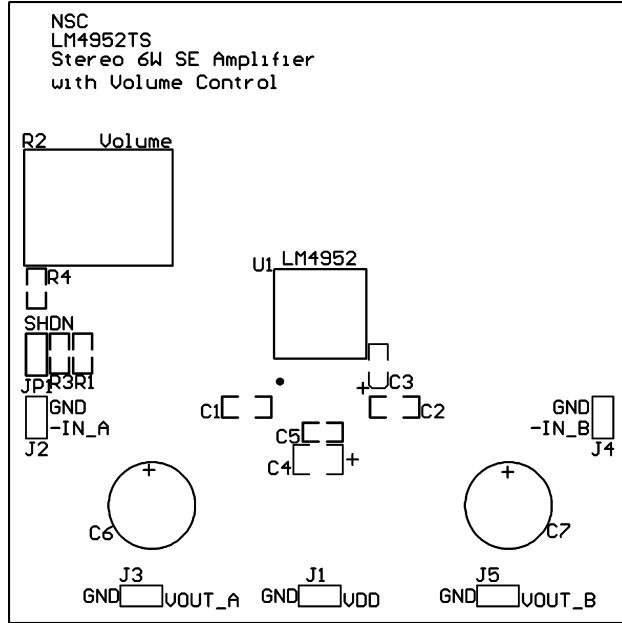 NSC
LM4952TS
Stereo 6W SE Amplifier
with Volume Control
R2 Volume
U1 LM4952
R4
SHDN
JP1 R3 R1
C3
+
GND
-IN_A
J2
C1
C2
GND
-IN_B
J4
C5
C4 +
+
C6
+
C7
J3
GND VOUT_A
J1
GND VDD
J5
GND VOUT_B